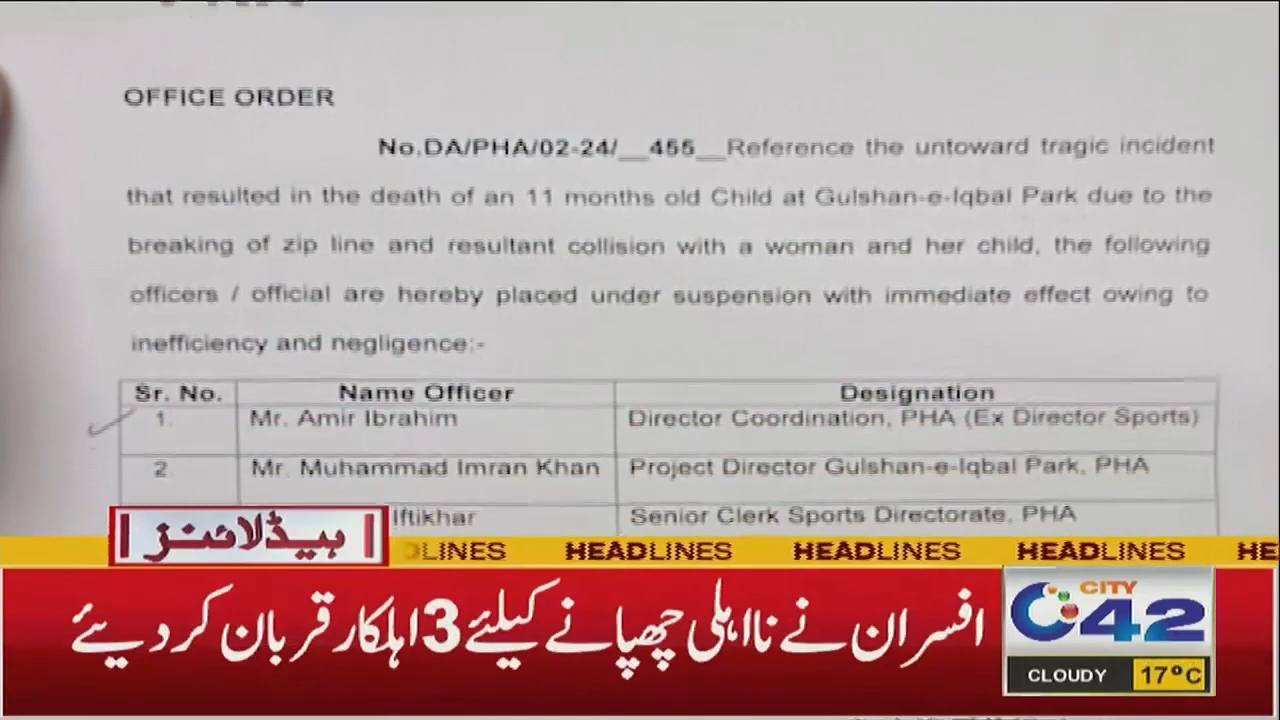 OFFICE ORDER
No.DA/PHA/02-24/__455__Reference the untoward tragic incident
that resulted in the death of an 11 months old Child at Gulshan-e-Iqbal Park due to the
breaking of zip line and resultant collision with a woman and her child, the following
officers / official are hereby placed under suspension with immediate effect owing to
inefficiency and negligence:-
Sr. No. Name Officer Designation
1. Mr. Amir Ibrahim Director Coordination, PHA (Ex Director Sports)
2. Mr. Muhammad Imran Khan Project Director Gulshan-e-Iqbal Park, PHA
Iftikhar Senior Clerk Sports Directorate, PHA
ہیڈلائنز
DLINES HEADLINES HEADLINES HEADLINES HE
افسران نے نااہلی چھپانے کیلئے 3 اہلکار قربان کر دیئے
CITY
42
CLOUDY 17°C